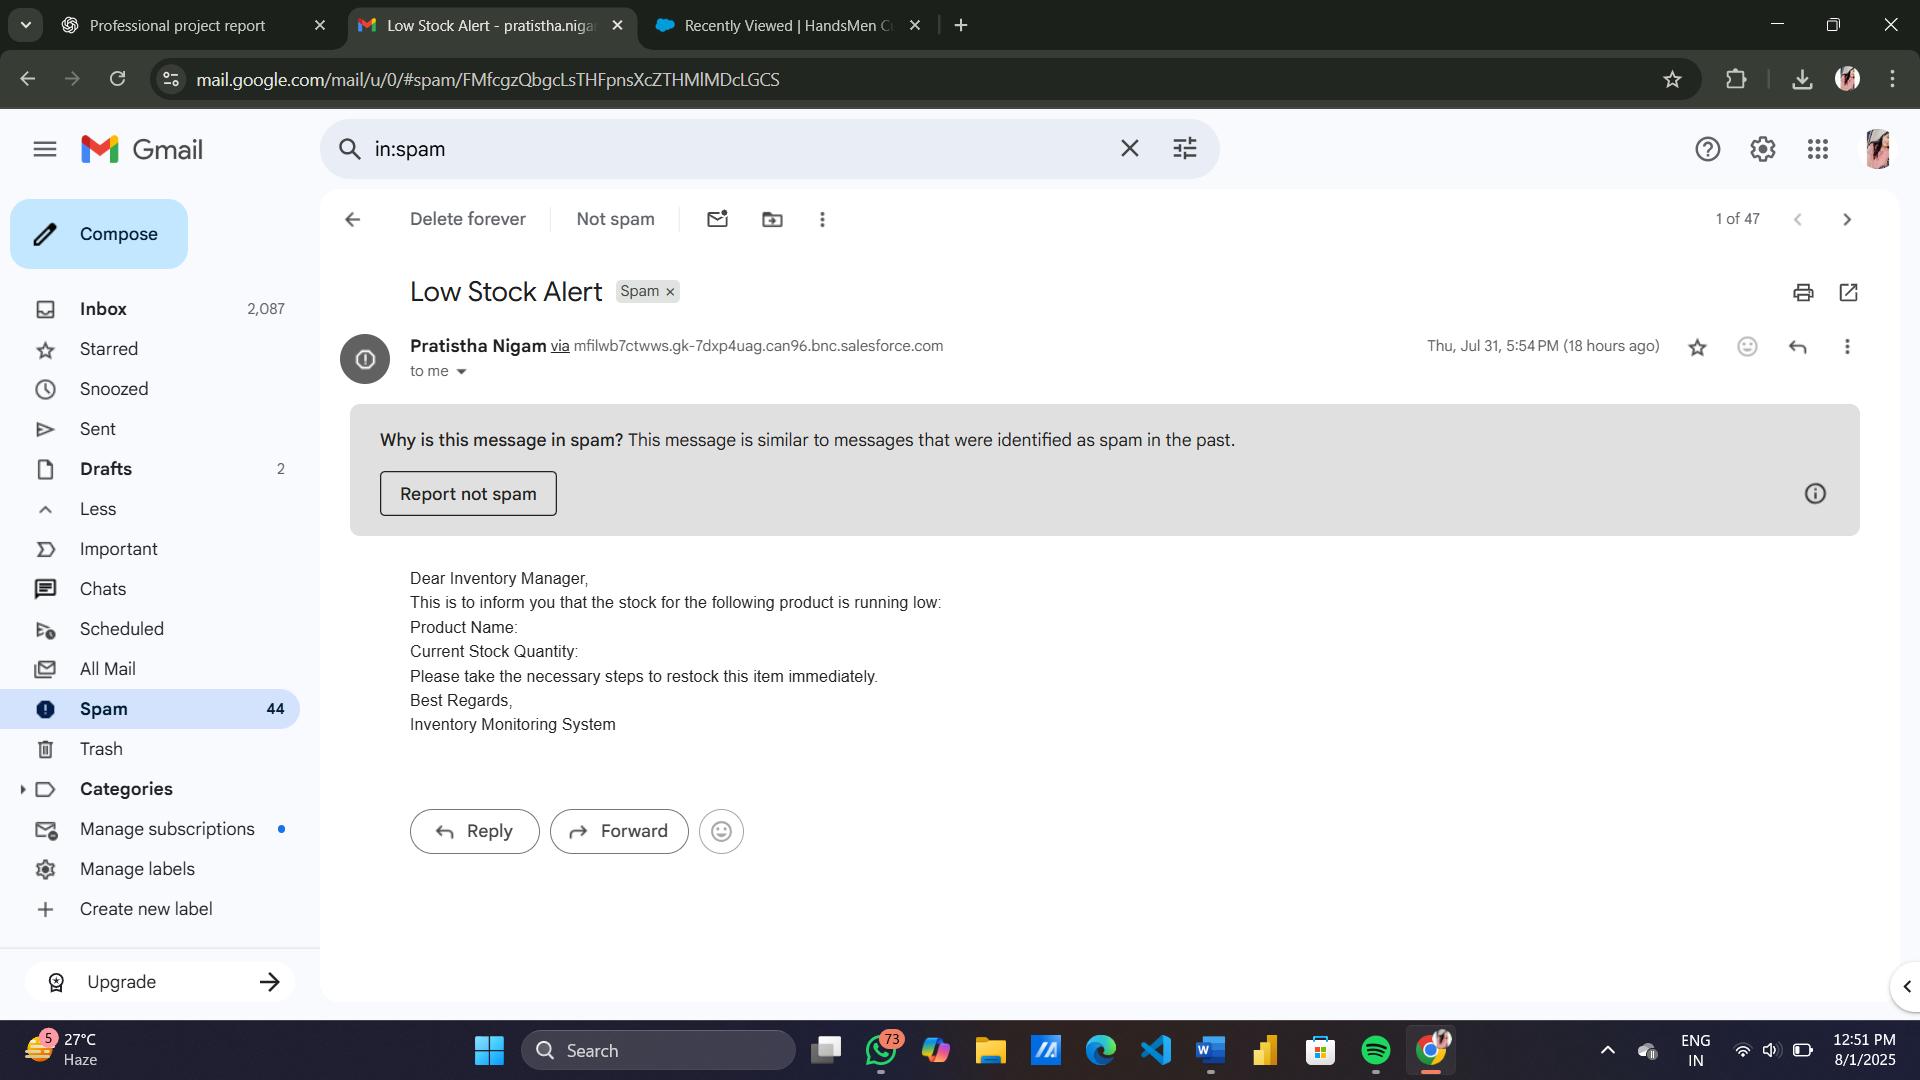 Professional project report
Low Stock Alert - pratistha.niga
Recently Viewed | HandsMen C
mail.google.com/mail/u/0/#spam/FMfcgzQbgcLsTHFpnsXcZTHMlMDcLGCS
Gmail
in:spam
Compose
Delete forever
Not spam
1 of 47
Inbox 2,087
Starred
Snoozed
Sent
Drafts 2
Less
Important
Chats
Scheduled
All Mail
Spam 44
Trash
Categories
Manage subscriptions
Manage labels
Create new label
Upgrade
Low Stock Alert Spam ×
Pratistha Nigam via mfilwb7ctwws.gk-7dxp4uag.can96.bnc.salesforce.com
Thu, Jul 31, 5:54 PM (18 hours ago)
to me
Why is this message in spam? This message is similar to messages that were identified as spam in the past.
Report not spam
Dear Inventory Manager,
This is to inform you that the stock for the following product is running low:
Product Name:
Current Stock Quantity:
Please take the necessary steps to restock this item immediately.
Best Regards,
Inventory Monitoring System
Reply
Forward
5
27°C
Haze
Search
73
ENG
IN
12:51 PM
8/1/2025